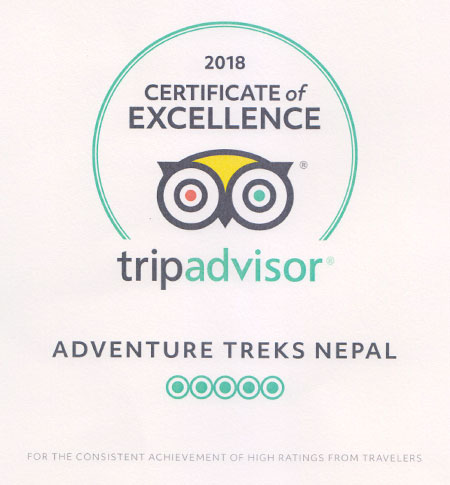 2018
CERTIFICATE of
EXCELLENCE
®
tripadvisor®
ADVENTURE TREKS NEPAL
FOR THE CONSISTENT ACHIEVEMENT OF HIGH RATINGS FROM TRAVELERS